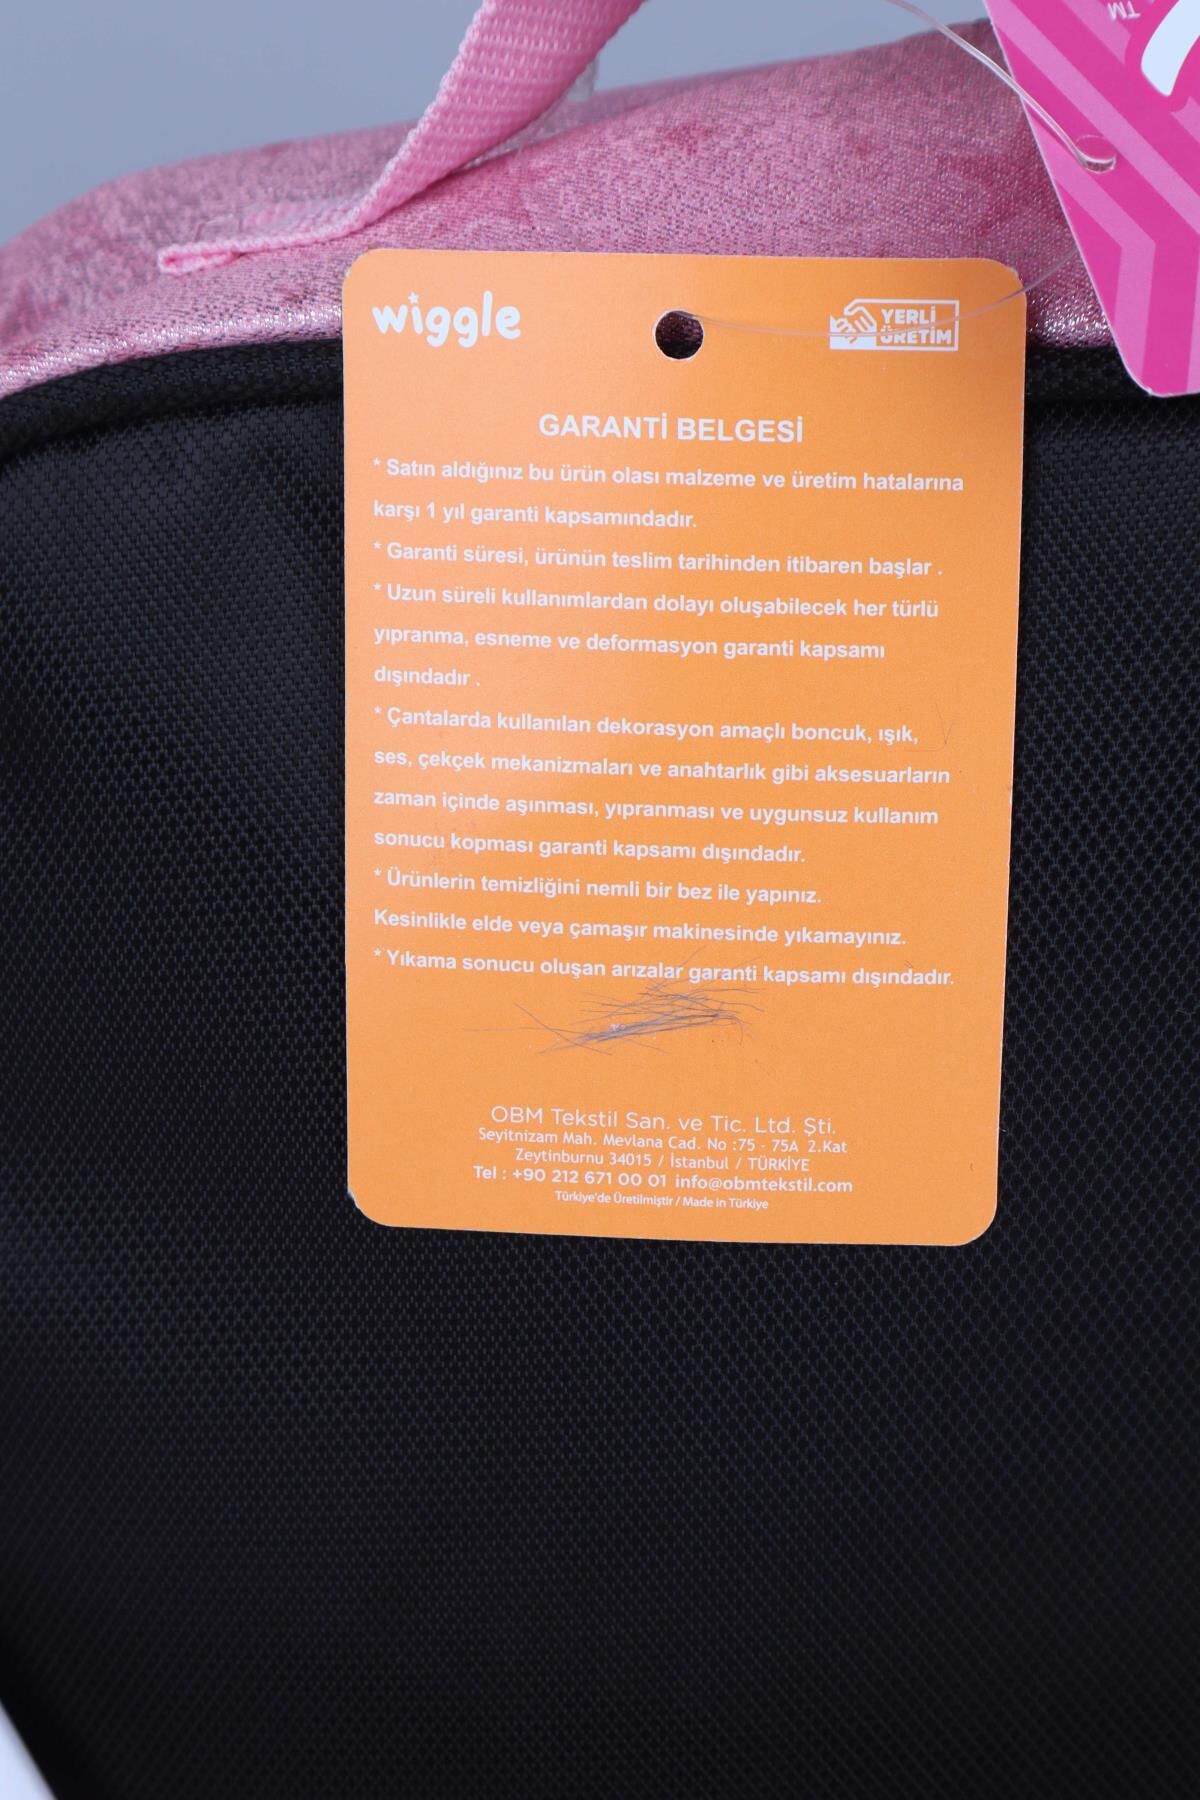 TM
wiggle
YERLİ
ÜRETİM
GARANTİ BELGESİ
* Satın aldığınız bu ürün olası malzeme ve üretim hatalarına
karşı 1 yıl garanti kapsamındadır.
* Garanti süresi, ürünün teslim tarihinden itibaren başlar .
* Uzun süreli kullanımlardan dolayı oluşabilecek her türlü
yıpranma, esneme ve deformasyon garanti kapsamı
dışındadır .
* Çantalarda kullanılan dekorasyon amaçlı boncuk, ışık,
ses, çekçek mekanizmaları ve anahtarlık gibi aksesuarların
zaman içinde aşınması, yıpranması ve uygunsuz kullanım
sonucu kopması garanti kapsamı dışındadır.
* Ürünlerin temizliğini nemli bir bez ile yapınız.
Kesinlikle elde veya çamaşır makinesinde yıkamayınız.
* Yıkama sonucu oluşan arızalar garanti kapsamı dışındadır.
OBM Tekstil San. ve Tic. Ltd. Şti.
Seyitnizam Mah. Mevlana Cad. No :75 - 75A 2.Kat
Zeytinburnu 34015 / İstanbul / TÜRKİYE
Tel : +90 212 671 00 01 info@obmtekstil.com
Türkiye'de Üretilmiştir / Made in Türkiye